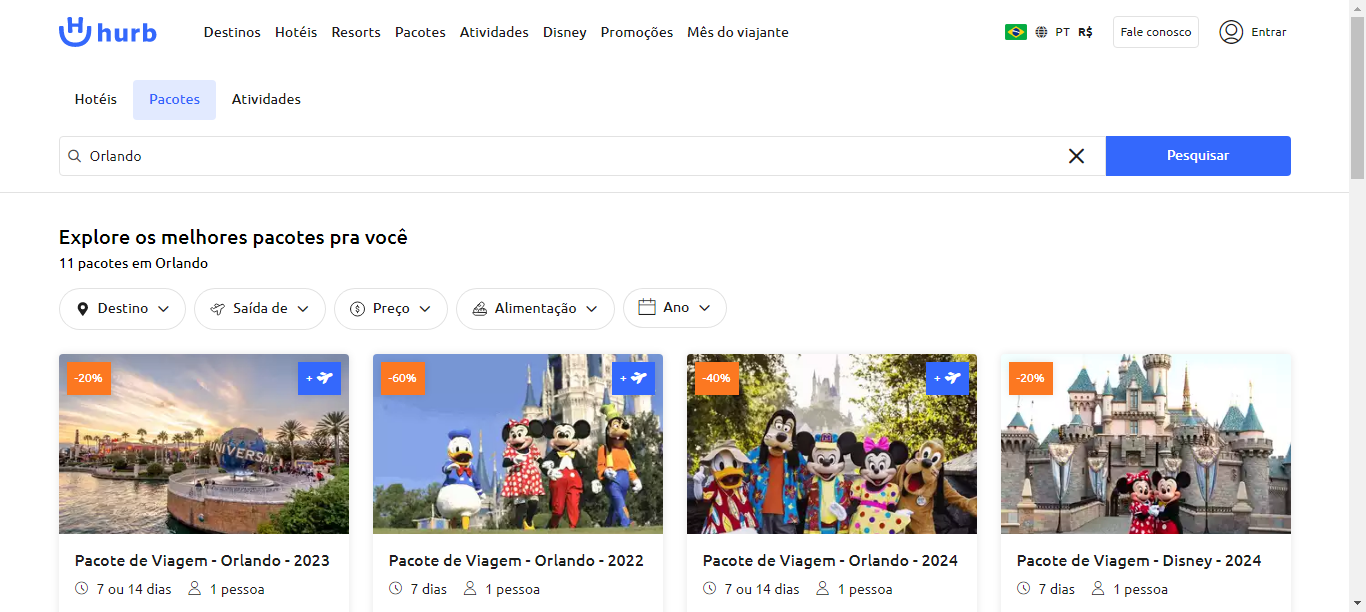 hurb Destinos Hotéis Resorts Pacotes Atividades Disney Promoções Mês do viajante PT R$ Fale conosco Entrar
Hotéis Pacotes Atividades
Orlando Pesquisar
Explore os melhores pacotes pra você
11 pacotes em Orlando
Destino Saída de Preço Alimentação Ano
-20% + -60% + -40% + -20%
UNIVERSAL
Pacote de Viagem - Orlando - 2023 Pacote de Viagem - Orlando - 2022 Pacote de Viagem - Orlando - 2024 Pacote de Viagem - Disney - 2024
7 ou 14 dias 1 pessoa 7 dias 1 pessoa 7 ou 14 dias 1 pessoa 7 dias 1 pessoa